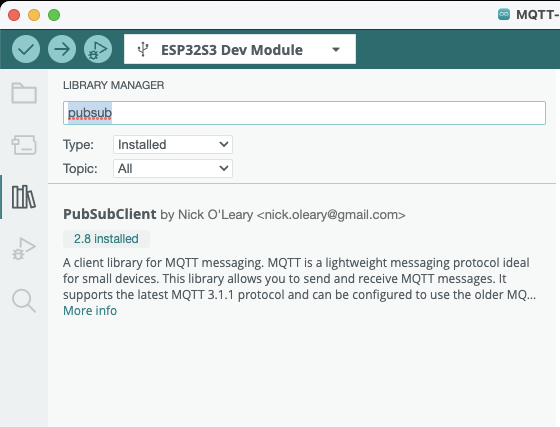 MQTT-
ESP32S3 Dev Module
LIBRARY MANAGER
pubsub
Type: Installed
Topic: All
PubSubClient by Nick O'Leary <nick.oleary@gmail.com>
2.8 installed
A client library for MQTT messaging. MQTT is a lightweight messaging protocol ideal
for small devices. This library allows you to send and receive MQTT messages. It
supports the latest MQTT 3.1.1 protocol and can be configured to use the older MQ...
More info